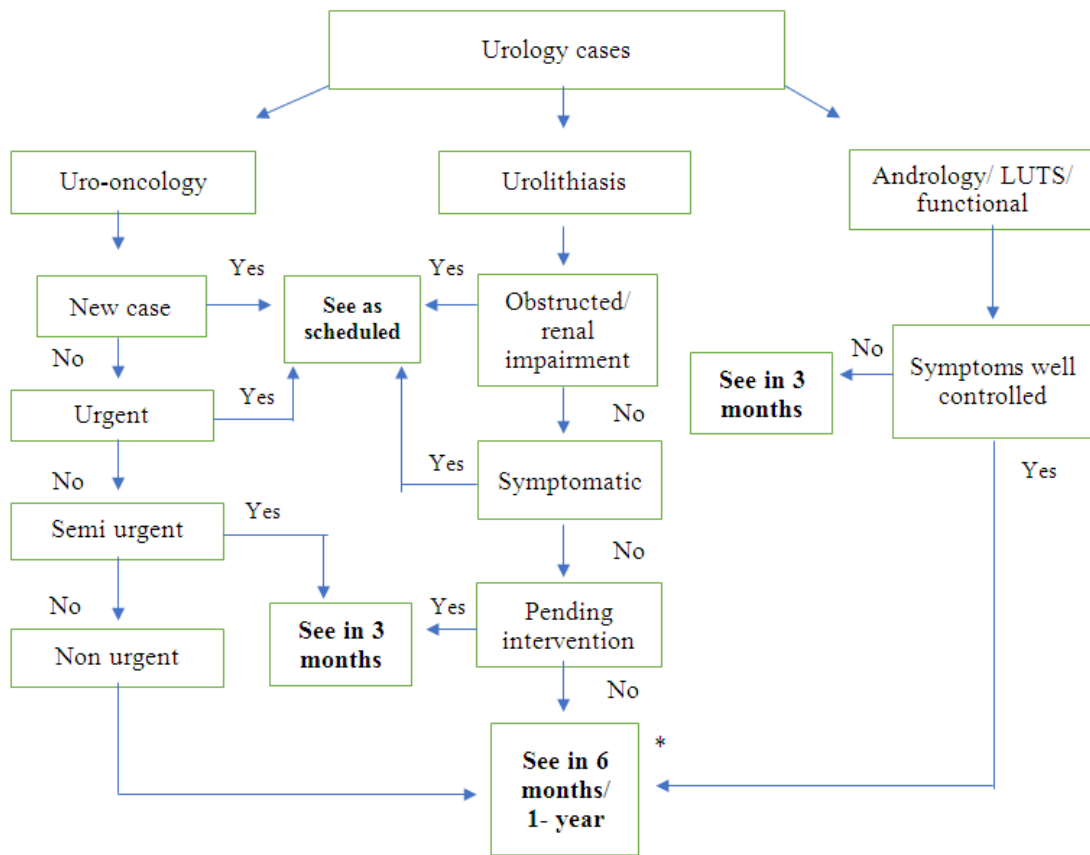 Urology cases
Uro-oncology
Urolithiasis
Andrology/ LUTS/
functional
New case
Yes
See as
scheduled
Yes
Obstructed/
renal
impairment
No
Urgent
Yes
No
See in 3
months
No
Symptoms well
controlled
No
Yes
Symptomatic
Yes
Semi urgent
Yes
No
No
See in 3
months
Yes
Pending
intervention
Non urgent
No
See in 6
months/
1- year
*